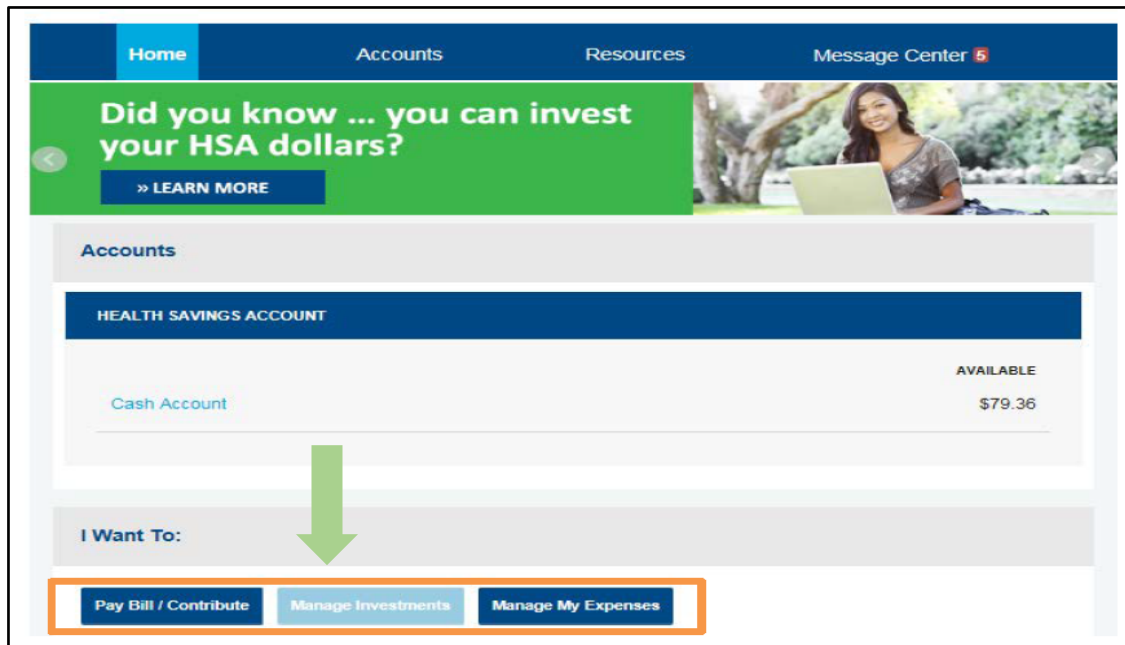 Home Accounts Resources Message Center 5
Did you know ... you can invest
your HSA dollars?
» LEARN MORE
Accounts
HEALTH SAVINGS ACCOUNT
AVAILABLE
Cash Account $79.36
I Want To:
Pay Bill / Contribute Manage Investments Manage My Expenses